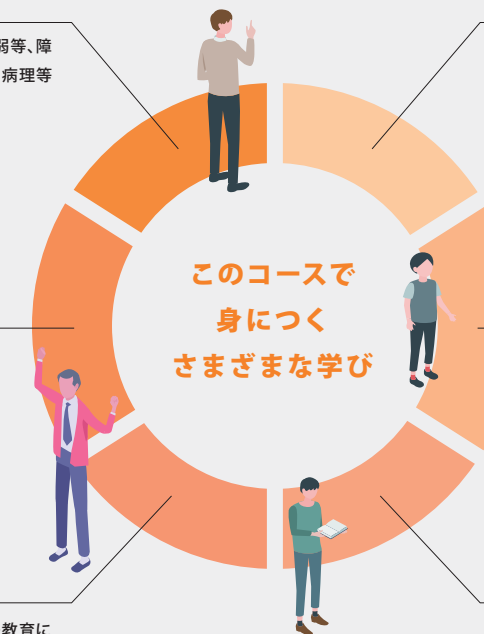 弱等、障
病理等
このコースで
身につく
さまざまな学び
教育に